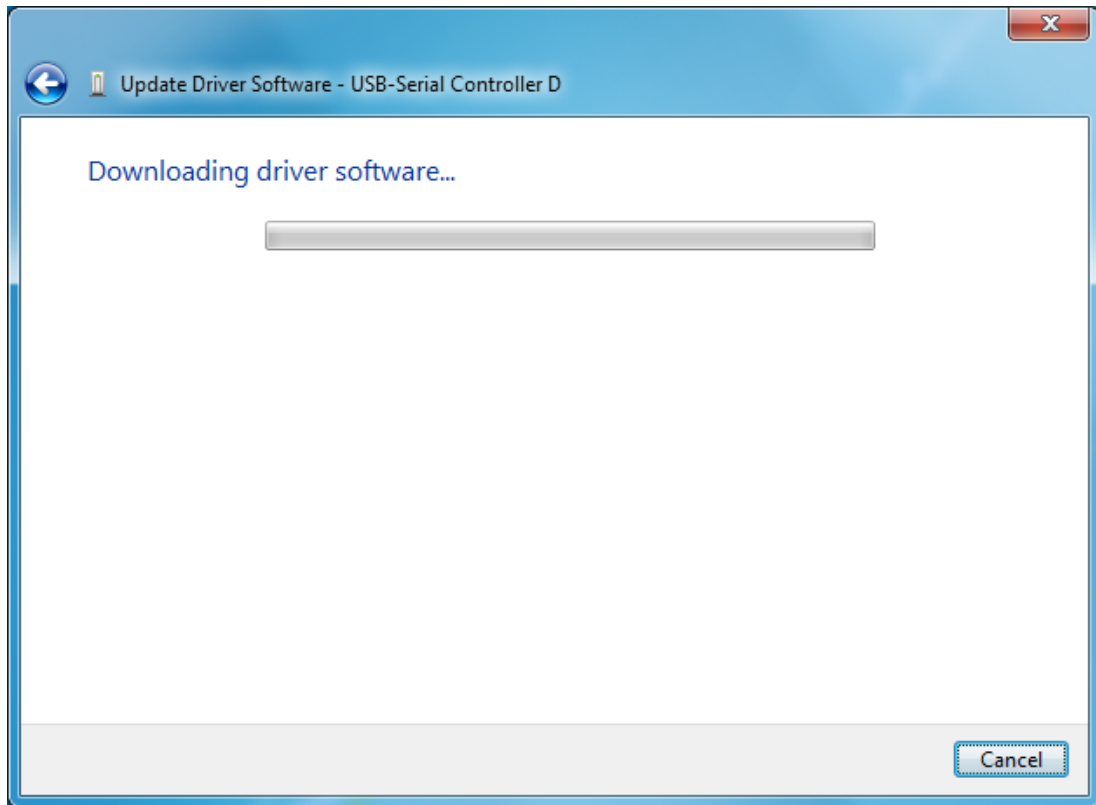 Update Driver Software - USB-Serial Controller D
Downloading driver software...
Cancel